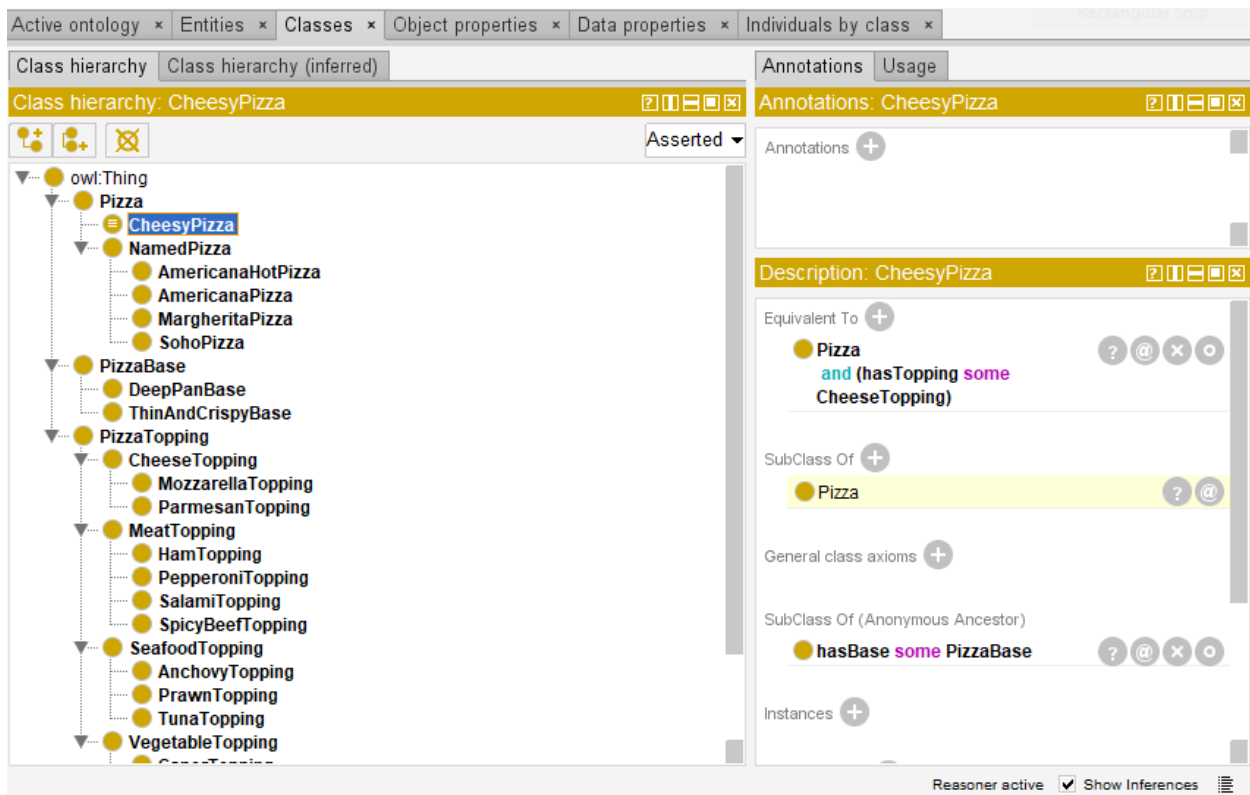 Rectangular Snip
Active ontology × Entities × Classes × Object properties × Data properties × Individuals by class ×
Class hierarchy Class hierarchy (inferred)
Class hierarchy: CheesyPizza
Asserted
owl:Thing
Pizza
CheesyPizza
NamedPizza
AmericanaHotPizza
AmericanaPizza
MargheritaPizza
SohoPizza
PizzaBase
DeepPanBase
ThinAndCrispyBase
PizzaTopping
CheeseTopping
MozzarellaTopping
ParmesanTopping
MeatTopping
HamTopping
PepperoniTopping
SalamiTopping
SpicyBeefTopping
SeafoodTopping
AnchovyTopping
PrawnTopping
TunaTopping
VegetableTopping
Annotations Usage
Annotations: CheesyPizza
Annotations
Description: CheesyPizza
Equivalent To
Pizza
and (hasTopping some
CheeseTopping)
SubClass Of
Pizza
General class axioms
SubClass Of (Anonymous Ancestor)
hasBase some PizzaBase
Instances
Reasoner active Show Inferences